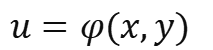 u = φ(x, y)